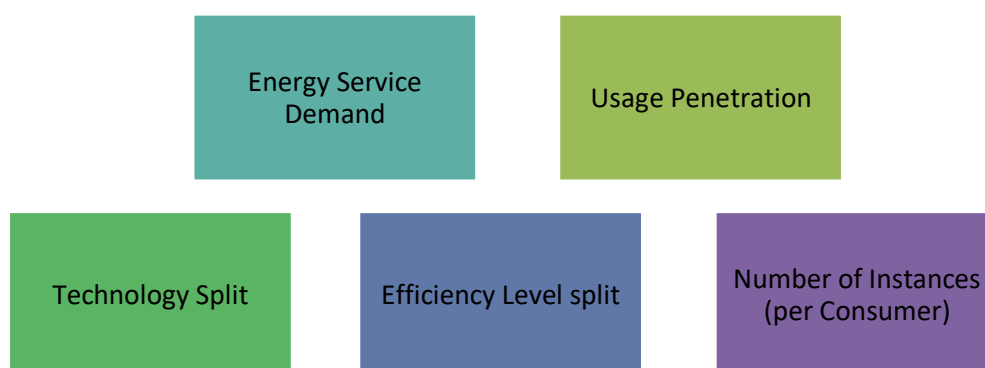 Energy Service
Demand
Usage Penetration
Technology Split
Efficiency Level split
Number of Instances
(per Consumer)